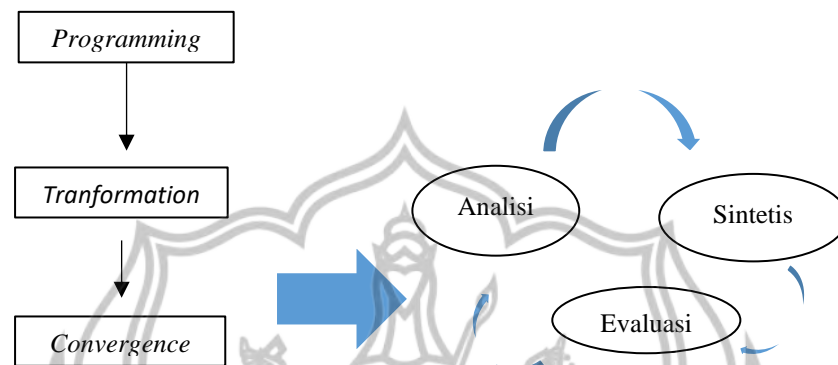 Programming
Tranformation
Convergence
Analisi
Sintetis
Evaluasi